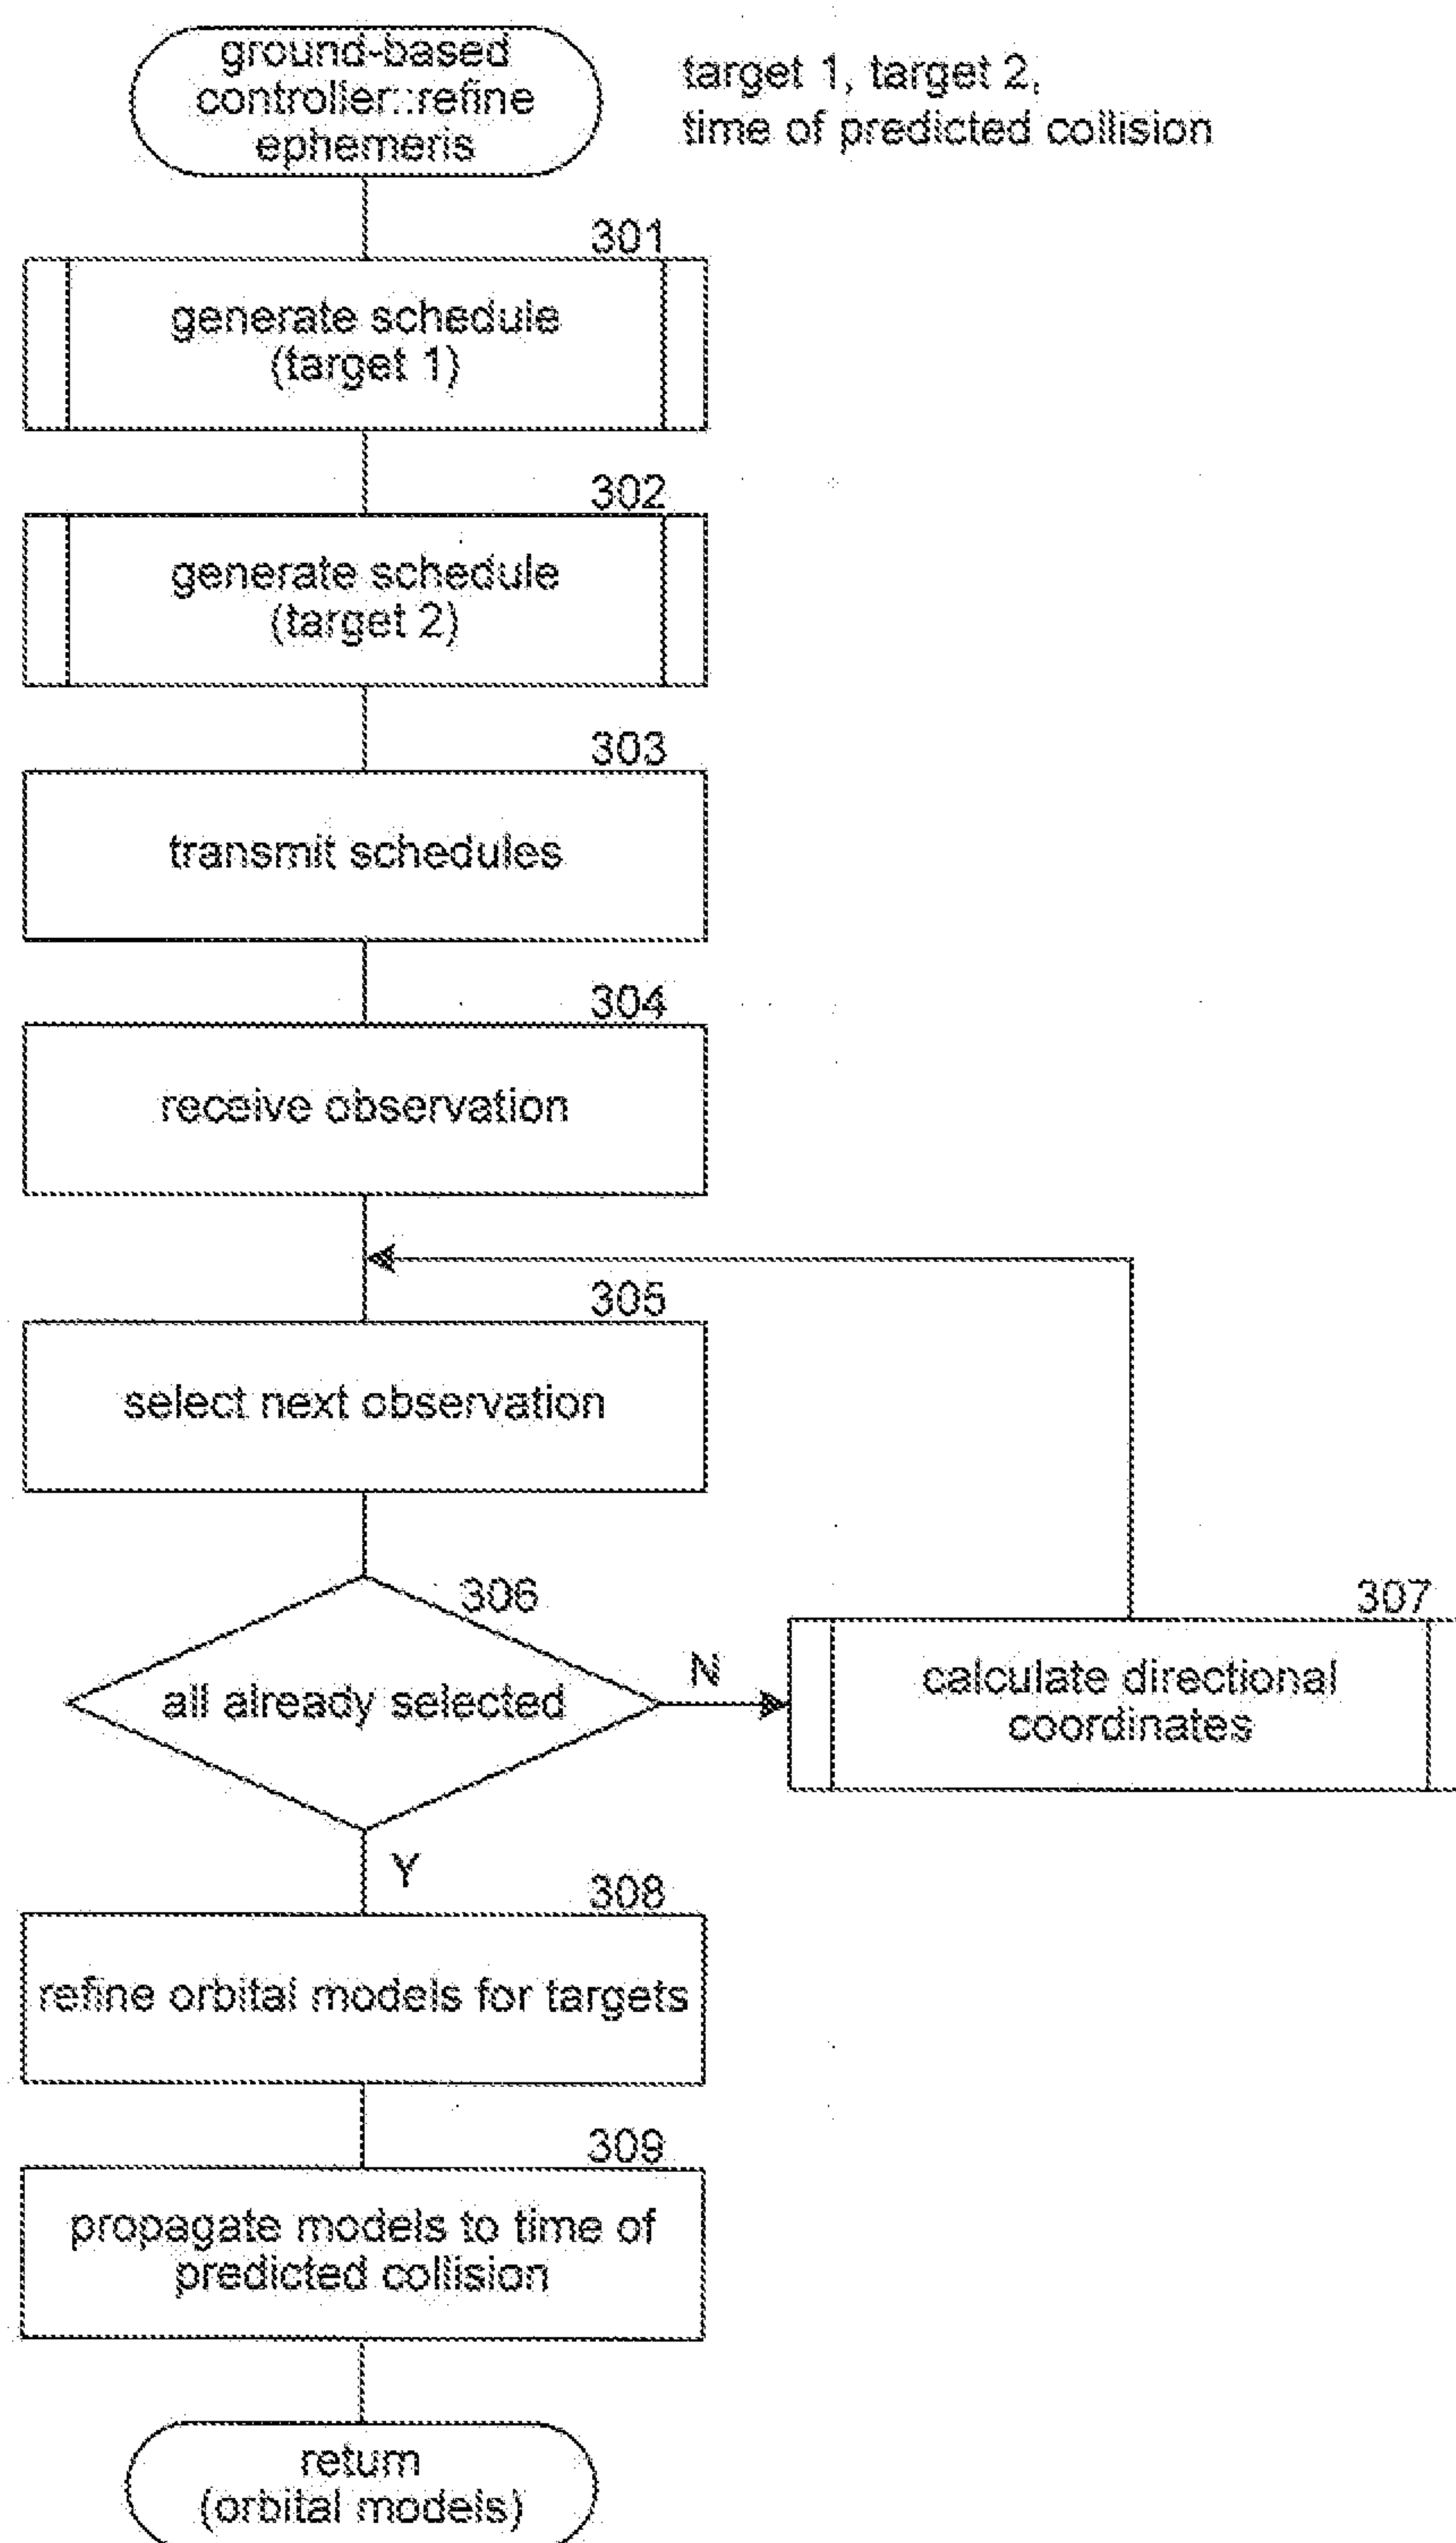 ground-based
controller::refine
ephemeris
target 1, target 2,
time of predicted collision
301
generate schedule
(target 1)
302
generate schedule
(target 2)
303
transmit schedules
304
receive observation
305
select next observation
306
all already selected
N
307
calculate directional
coordinates
Y
308
refine orbital models for targets
309
propagate models to time of
predicted collision
return
(orbital models)